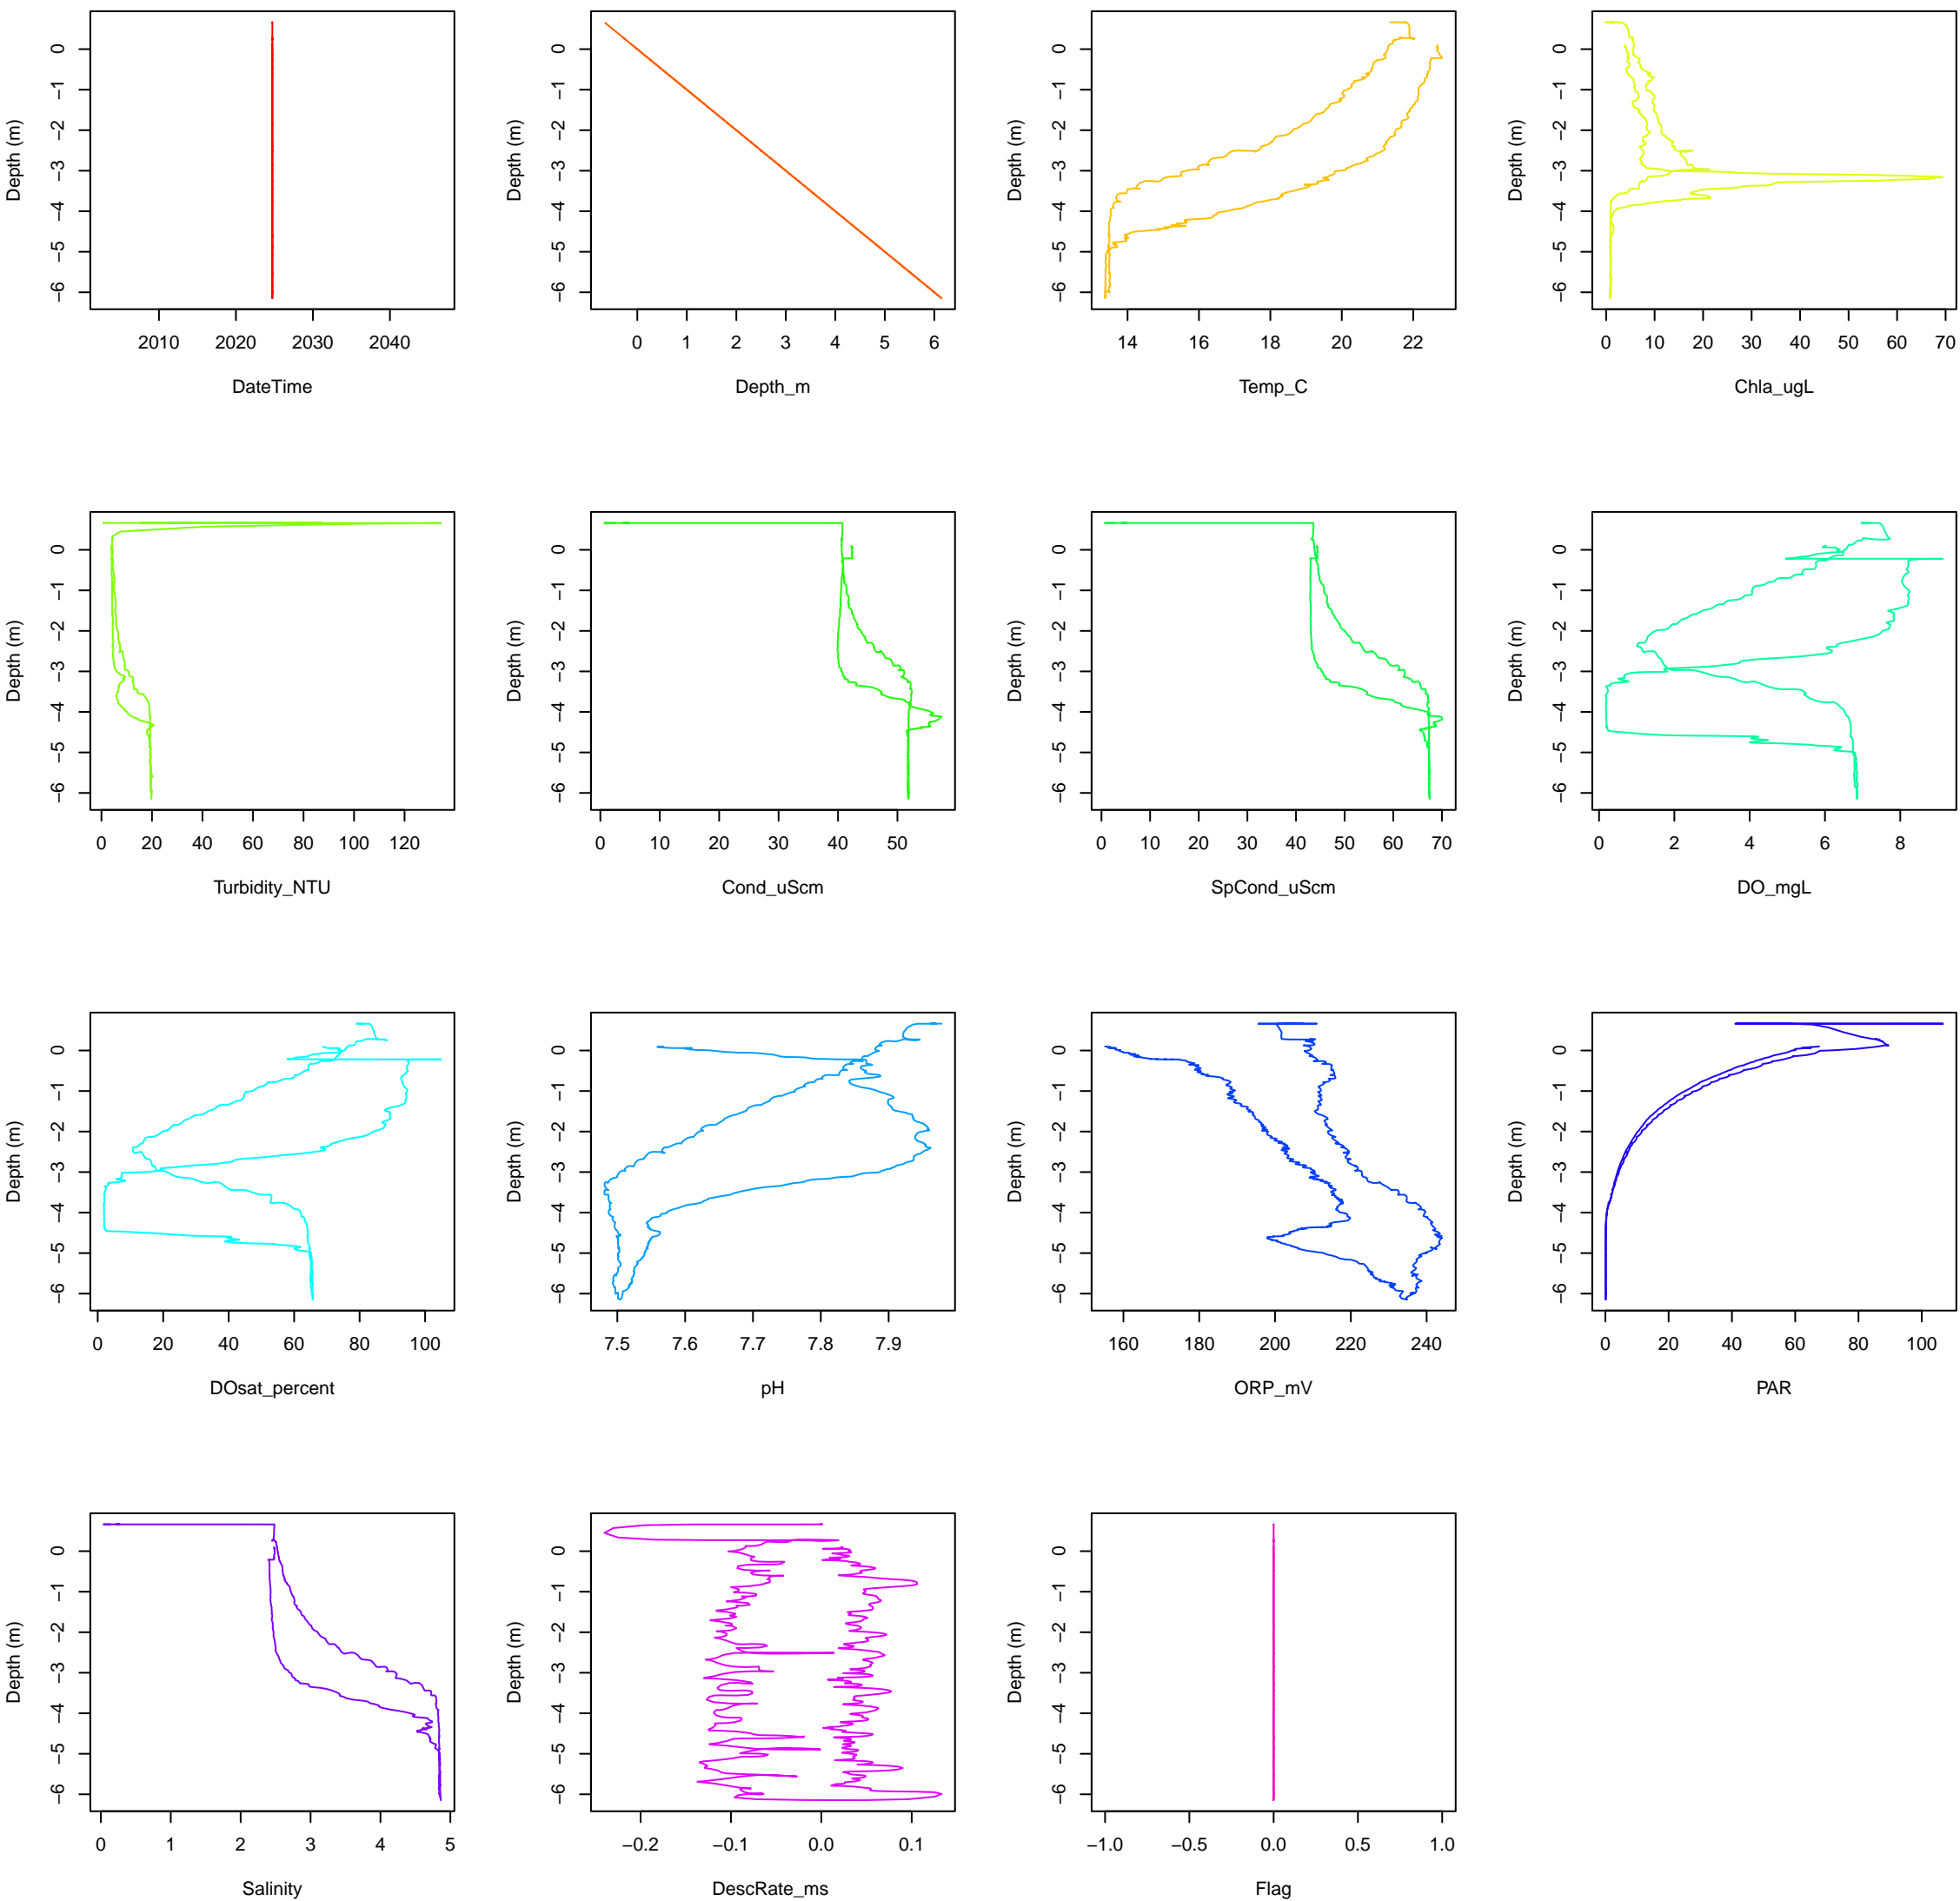 Depth (m)
0
−1
−2
−3
−4
−5
−6
2010 2020 2030 2040
DateTime
Depth (m)
0
−1
−2
−3
−4
−5
−6
0 1 2 3 4 5 6
Depth_m
Depth (m)
0
−1
−2
−3
−4
−5
−6
14 16 18 20 22
Temp_C
Depth (m)
0
−1
−2
−3
−4
−5
−6
0 10 20 30 40 50 60 70
Chla_ugL
Depth (m)
0
−1
−2
−3
−4
−5
−6
0 20 40 60 80 100 120
Turbidity_NTU
Depth (m)
0
−1
−2
−3
−4
−5
−6
0 10 20 30 40 50
Cond_uScm
Depth (m)
0
−1
−2
−3
−4
−5
−6
0 10 20 30 40 50 60 70
SpCond_uScm
Depth (m)
0
−1
−2
−3
−4
−5
−6
0 2 4 6 8
DO_mgL
Depth (m)
0
−1
−2
−3
−4
−5
−6
0 20 40 60 80 100
DOsat_percent
Depth (m)
0
−1
−2
−3
−4
−5
−6
7.5 7.6 7.7 7.8 7.9
pH
Depth (m)
0
−1
−2
−3
−4
−5
−6
160 180 200 220 240
ORP_mV
Depth (m)
0
−1
−2
−3
−4
−5
−6
0 20 40 60 80 100
PAR
Depth (m)
0
−1
−2
−3
−4
−5
−6
0 1 2 3 4 5
Salinity
Depth (m)
0
−1
−2
−3
−4
−5
−6
−0.2 −0.1 0.0 0.1
DescRate_ms
Depth (m)
0
−1
−2
−3
−4
−5
−6
−1.0 −0.5 0.0 0.5 1.0
Flag